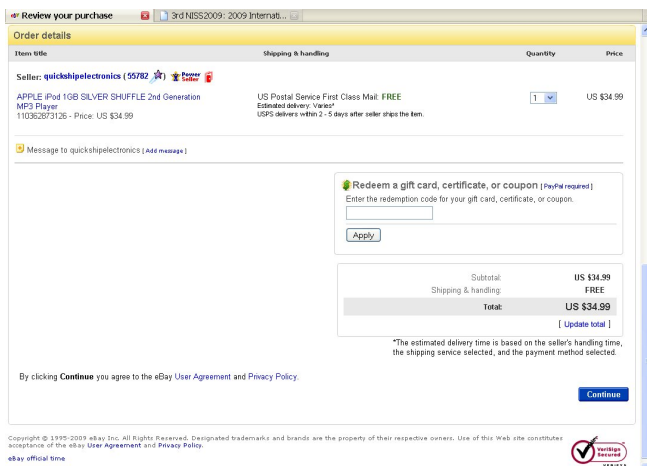 Review your purchase
3rd NISS2009: 2009 Internati...
Order details
Item title Shipping & handling Quantity Price
Seller: quickshipelectronics ( 55782 ) Power Seller
APPLE iPod 1GB SILVER SHUFFLE 2nd Generation
MP3 Player
110362873126 - Price: US $34.99
US Postal Service First Class Mail: FREE
Estimated delivery: Varies*
USPS delivers within 2 - 5 days after seller ships the item.
1
US $34.99
Message to quickshipelectronics [ Add message ]
Redeem a gift card, certificate, or coupon [ PayPal required ]
Enter the redemption code for your gift card, certificate, or coupon.
Apply
Subtotal: US $34.99
Shipping & handling: FREE
Total: US $34.99
[ Update total ]
*The estimated delivery time is based on the seller's handling time,
the shipping service selected, and the payment method selected.
By clicking Continue you agree to the eBay User Agreement and Privacy Policy.
Continue
Copyright © 1995-2009 eBay Inc. All Rights Reserved. Designated trademarks and brands are the property of their respective owners. Use of this Web site constitutes
acceptance of the eBay User Agreement and Privacy Policy.
eBay official time
VeriSign
Secured